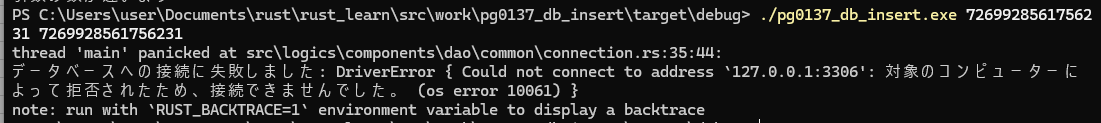 PS C:\Users\user\Documents\rust\rust_learn\src\work\pg0137_db_insert\target\debug> ./pg0137_db_insert.exe 72699285617562
31 7269928561756231
thread 'main' panicked at src\logics\components\dao\common\connection.rs:35:44:
データベースへの接続に失敗しました: DriverError { Could not connect to address `127.0.0.1:3306': 対象のコンピューターに
よって拒否されたため、接続できませんでした。 (os error 10061) }
note: run with `RUST_BACKTRACE=1` environment variable to display a backtrace